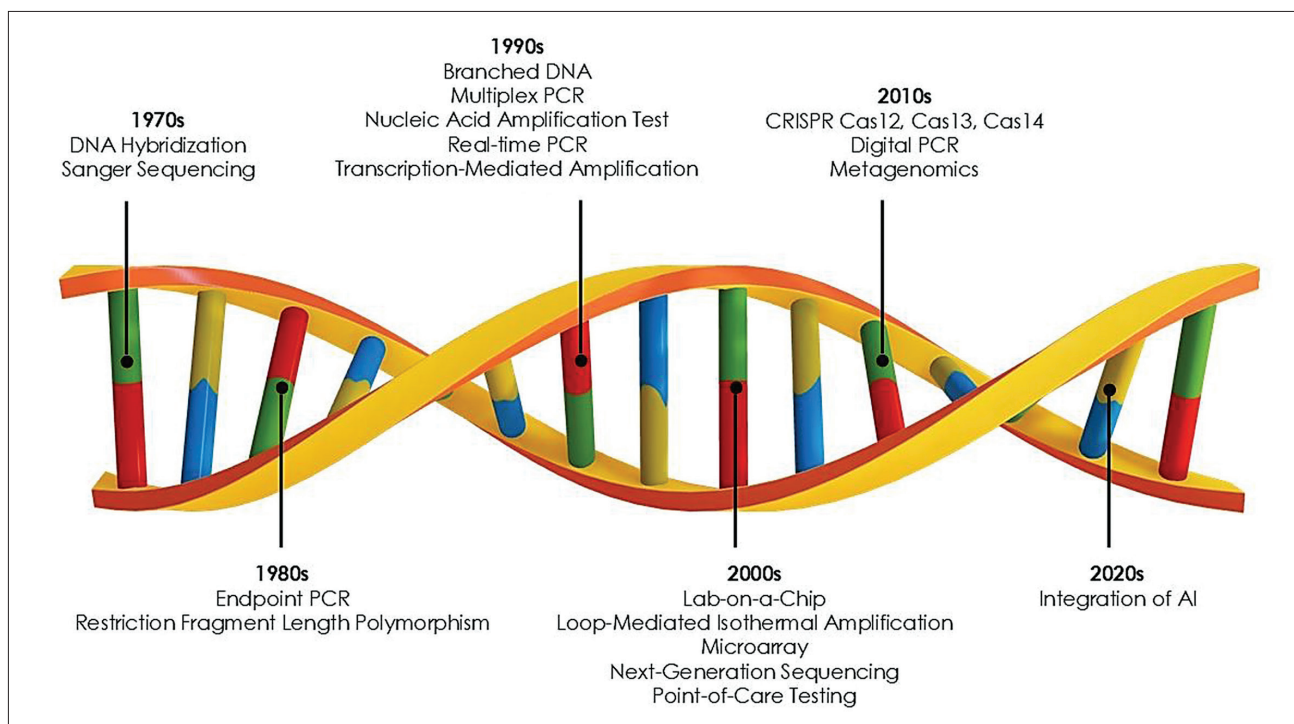 1970s
DNA Hybridization
Sanger Sequencing
1990s
Branched DNA
Multiplex PCR
Nucleic Acid Amplification Test
Real-time PCR
Transcription-Mediated Amplification
2010s
CRISPR Cas12, Cas13, Cas14
Digital PCR
Metagenomics
1980s
Endpoint PCR
Restriction Fragment Length Polymorphism
2000s
Lab-on-a-Chip
Loop-Mediated Isothermal Amplification
Microarray
Next-Generation Sequencing
Point-of-Care Testing
2020s
Integration of AI